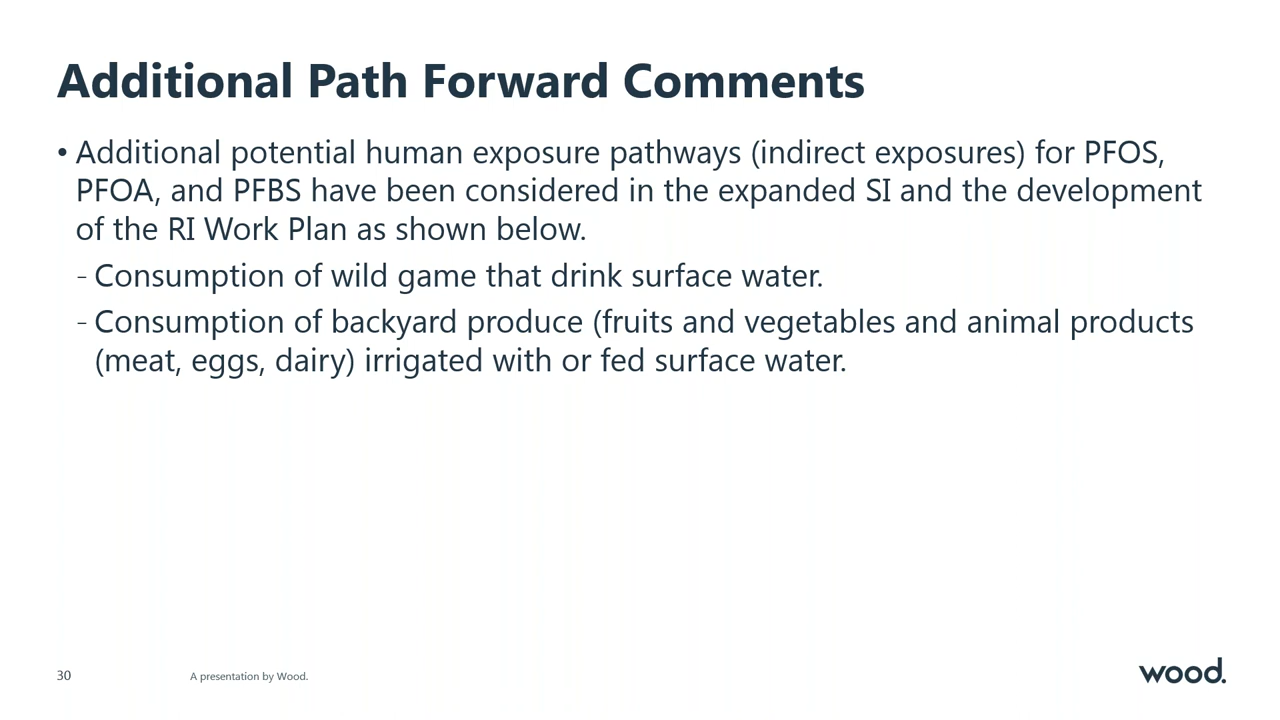 Additional Path Forward Comments
• Additional potential human exposure pathways (indirect exposures) for PFOS,
PFOA, and PFBS have been considered in the expanded SI and the development
of the RI Work Plan as shown below.
- Consumption of wild game that drink surface water.
- Consumption of backyard produce (fruits and vegetables and animal products
(meat, eggs, dairy) irrigated with or fed surface water.
30
A presentation by Wood.
wood.